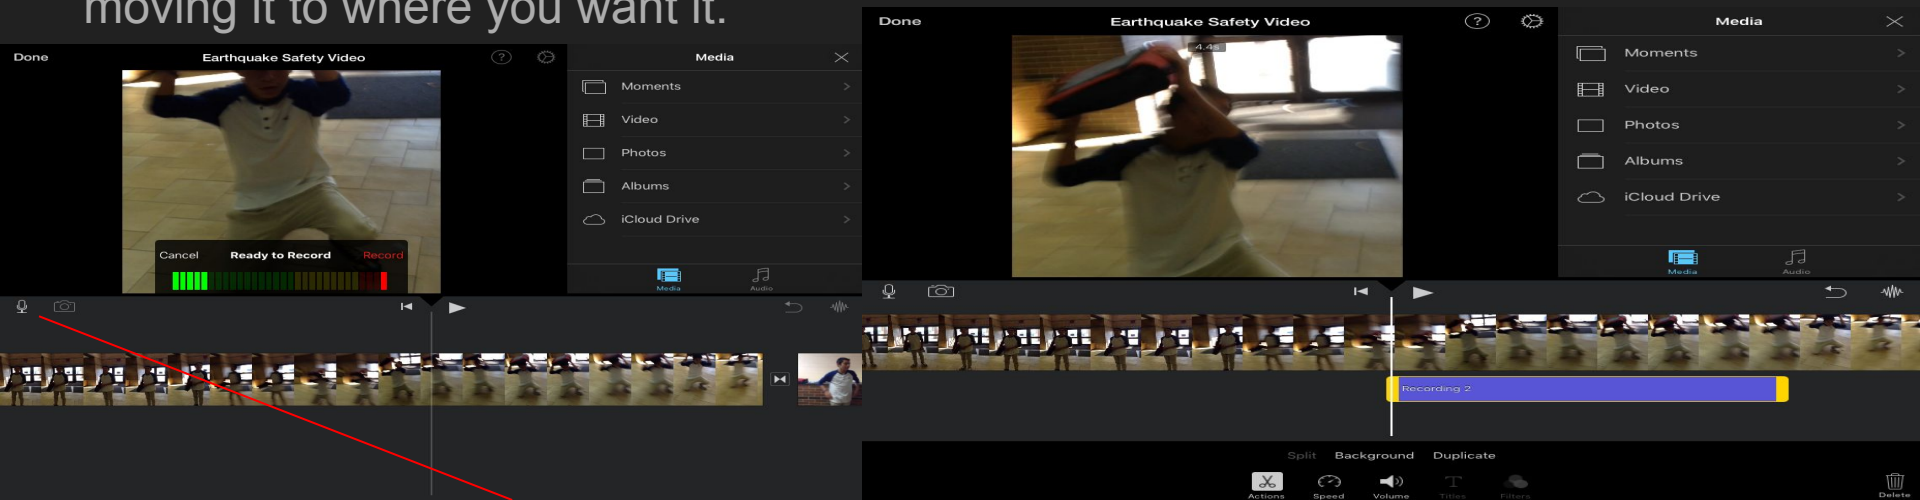 moving it to where you want it.
Done
Earthquake Safety Video
?
Media
Moments
Video
Photos
Albums
iCloud Drive
Cancel
Ready to Record
Record
Media
Audio
Done
Earthquake Safety Video
?
Media
4.4s
Moments
Video
Photos
Albums
iCloud Drive
Media
Audio
Recording 2
Split
Background
Duplicate
Actions
Speed
Volume
T
Titles
Filters
Delete